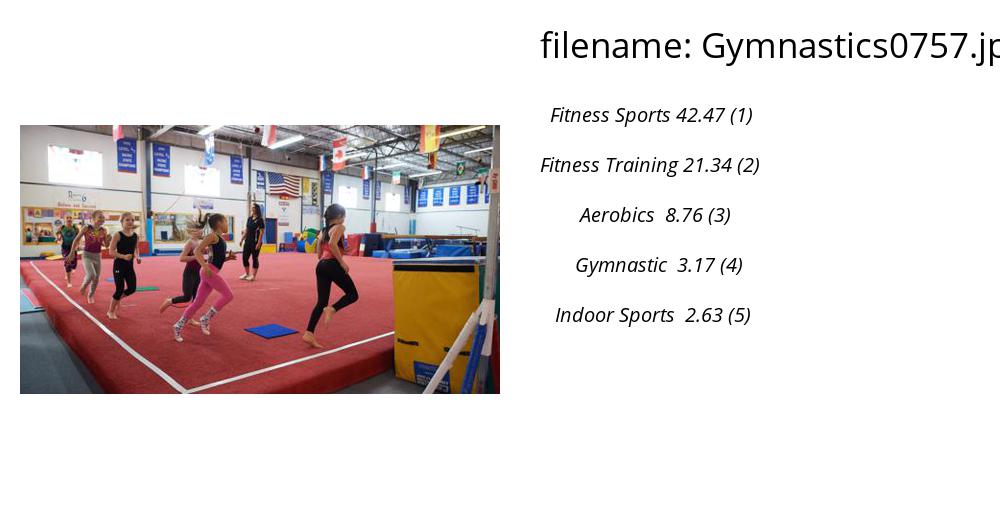 filename: Gymnastics0757.jp
Fitness Sports 42.47 (1)
Fitness Training 21.34 (2)
Aerobics 8.76 (3)
Gymnastic 3.17 (4)
Indoor Sports 2.63 (5)